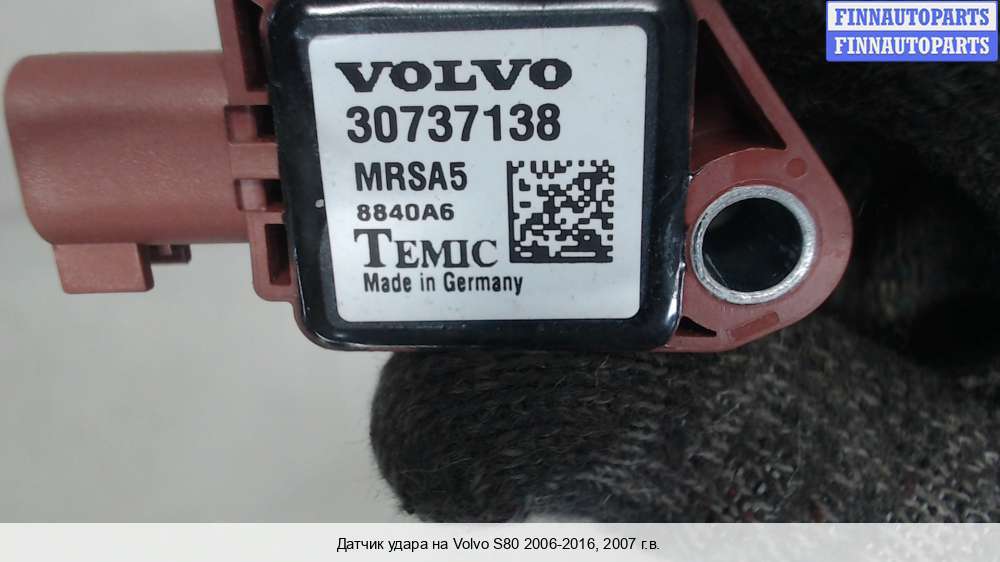 FINNAUTOPARTS
FINNAUTOPARTS
VOLVO
30737138
MRSA5
8840A6
TEMIC
Made in Germany
Датчик удара на Volvo S80 2006-2016, 2007 г.в.